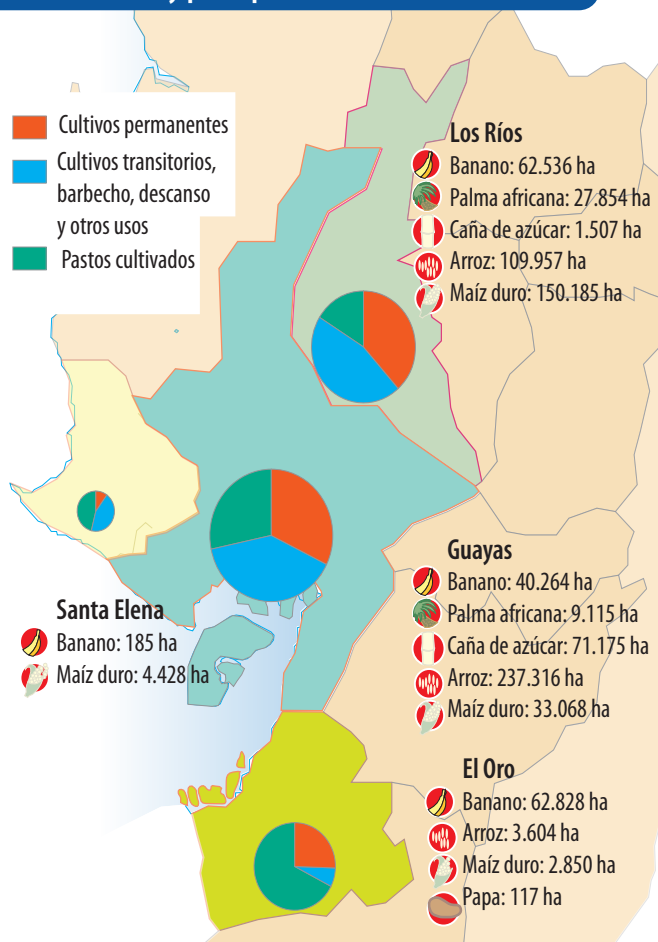 Cultivos permanentes
Cultivos transitorios,
barbecho, descanso
y otros usos
Pastos cultivados
Los Ríos
Banano: 62.536 ha
Palma africana: 27.854 ha
Caña de azúcar: 1.507 ha
Arroz: 109.957 ha
Maíz duro: 150.185 ha
Guayas
Banano: 40.264 ha
Palma africana: 9.115 ha
Caña de azúcar: 71.175 ha
Arroz: 237.316 ha
Maíz duro: 33.068 ha
Santa Elena
Banano: 185 ha
Maíz duro: 4.428 ha
El Oro
Banano: 62.828 ha
Arroz: 3.604 ha
Maíz duro: 2.850 ha
Papa: 117 ha